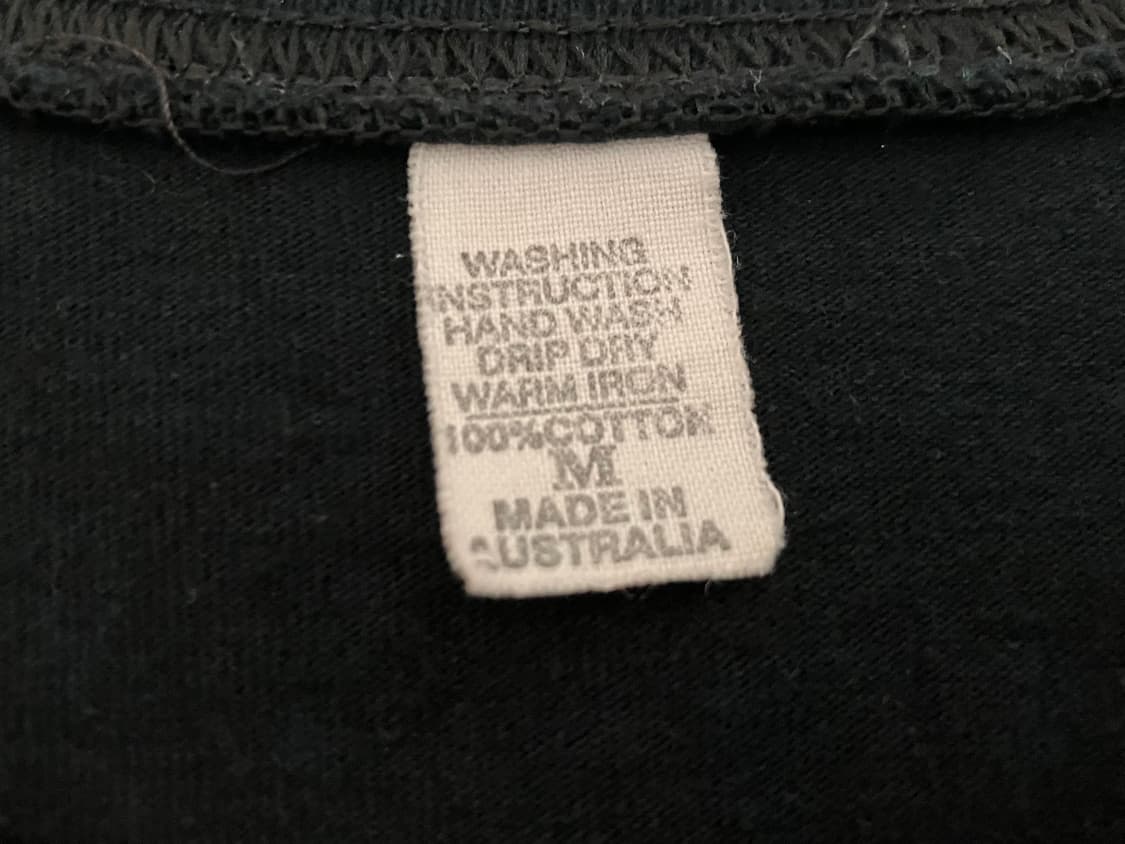 WASHING
INSTRUCTION
HAND WASH
DRIP DRY
WARM IRON
100%COTTON
M
MADE IN
AUSTRALIA